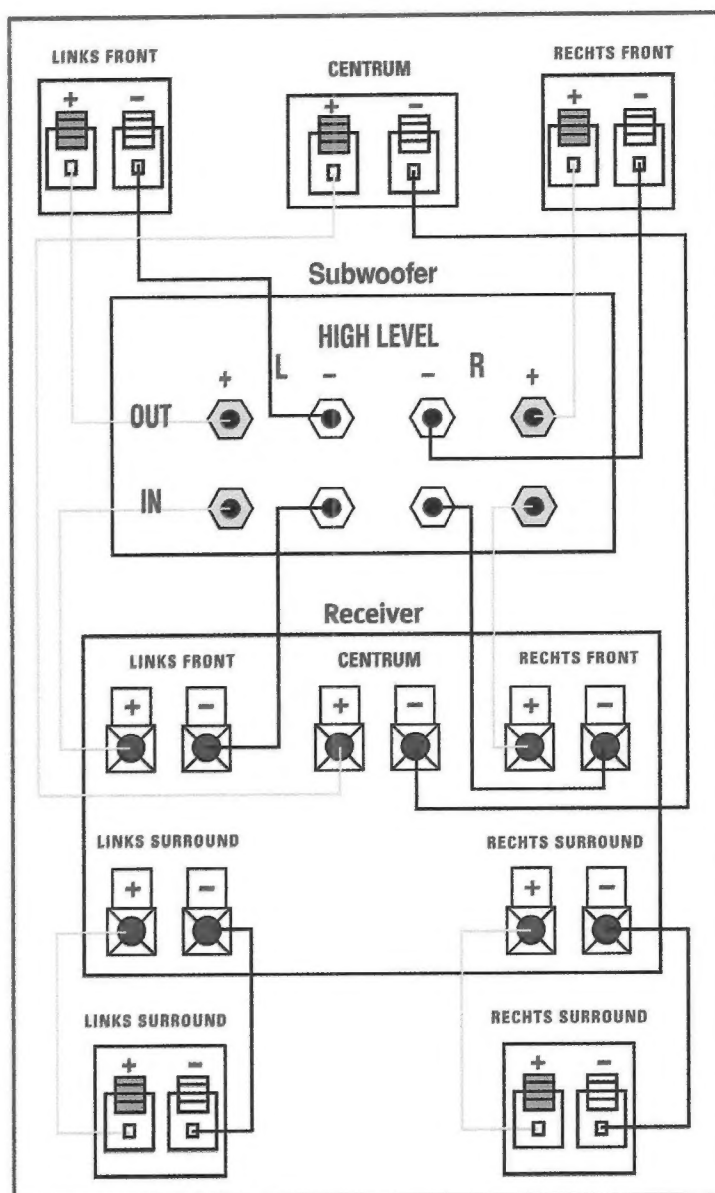 LINKS FRONT
CENTRUM
RECHTS FRONT
+ −
+ −
+ −
Subwoofer
HIGH LEVEL
+ L − − R +
OUT
IN
Receiver
LINKS FRONT
CENTRUM
RECHTS FRONT
+ −
+ −
+ −
LINKS SURROUND
RECHTS SURROUND
+ −
+ −
LINKS SURROUND
RECHTS SURROUND
+ −
+ −